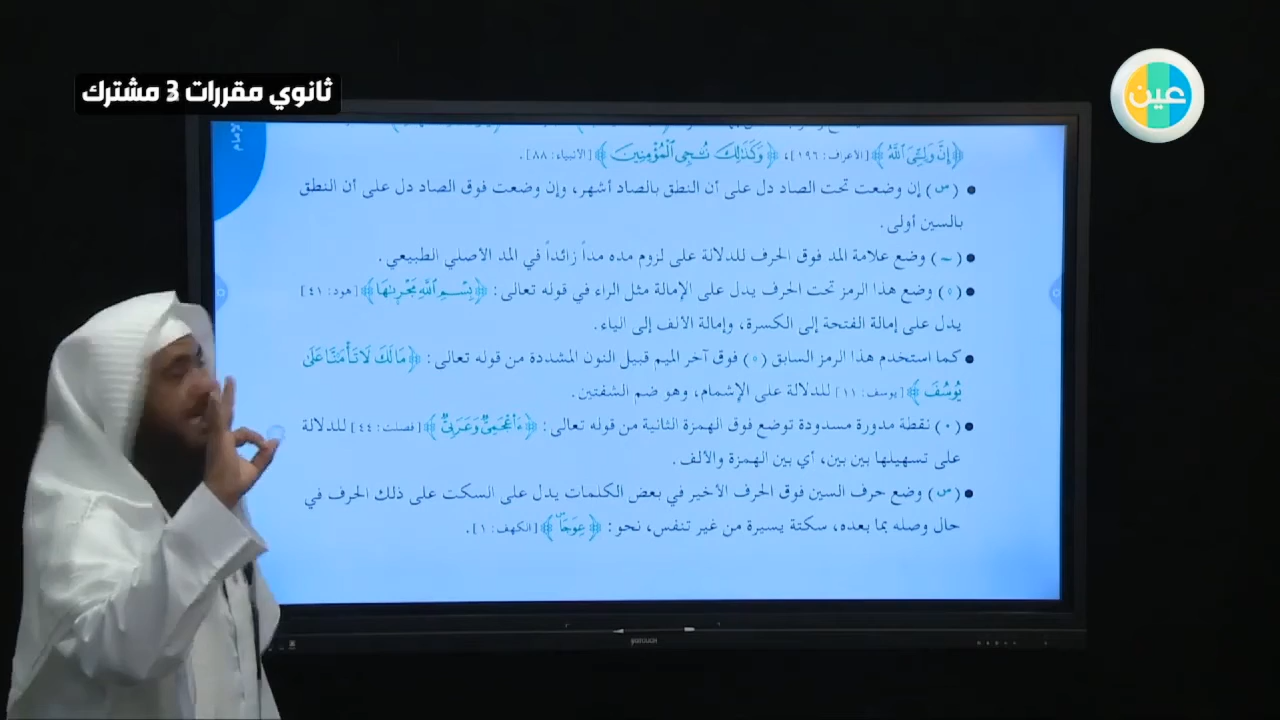 ثانوي مقررات 3 مشترك
عين
الإمام
﴿إِنَّ وَلِـِّۧيَ ٱللَّهُ﴾ [الأعراف: ١٩٦]، ﴿وَكَذَٰلِكَ نُـۨجِي ٱلْمُؤْمِنِينَ﴾ [الأنبياء: ٨٨].
• (س) إن وضعت تحت الصاد دل على أن النطق بالصاد أشهر، وإن وضعت فوق الصاد دل على أن النطق
بالسين أولى.
• (~) وضع علامة المد فوق الحرف للدلالة على لزوم مده مداً زائداً في المد الأصلي الطبيعي.
• (٥) وضع هذا الرمز تحت الحرف يدل على الإمالة مثل الراء في قوله تعالى: ﴿بِسْمِ ٱللَّهِ مَجْر۪ىٰهَا﴾ [هود: ٤١]
يدل على إمالة الفتحة إلى الكسرة، وإمالة الألف إلى الياء.
• كما استخدم هذا الرمز السابق (٥) فوق آخر الميم قبيل النون المشددة من قوله تعالى: ﴿مَالَكَ لَا تَأْمَ۫نَّا عَلَىٰ
يُوسُفَ﴾ [يوسف: ١١] للدلالة على الإشمام، وهو ضم الشفتين.
• (٠) نقطة مدورة مسدودة توضع فوق الهمزة الثانية من قوله تعالى: ﴿ءَا۬عْجَمِيٌّ وَعَرَبِيٌّ﴾ [فصلت: ٤٤] للدلالة
على تسهيلها بين بين، أي بين الهمزة والألف.
• (س) وضع حرف السين فوق الحرف الأخير في بعض الكلمات يدل على السكت على ذلك الحرف في
حال وصله بما بعده، سكتة يسيرة من غير تنفس، نحو: ﴿عِوَجَاۜ﴾ [الكهف: ١].